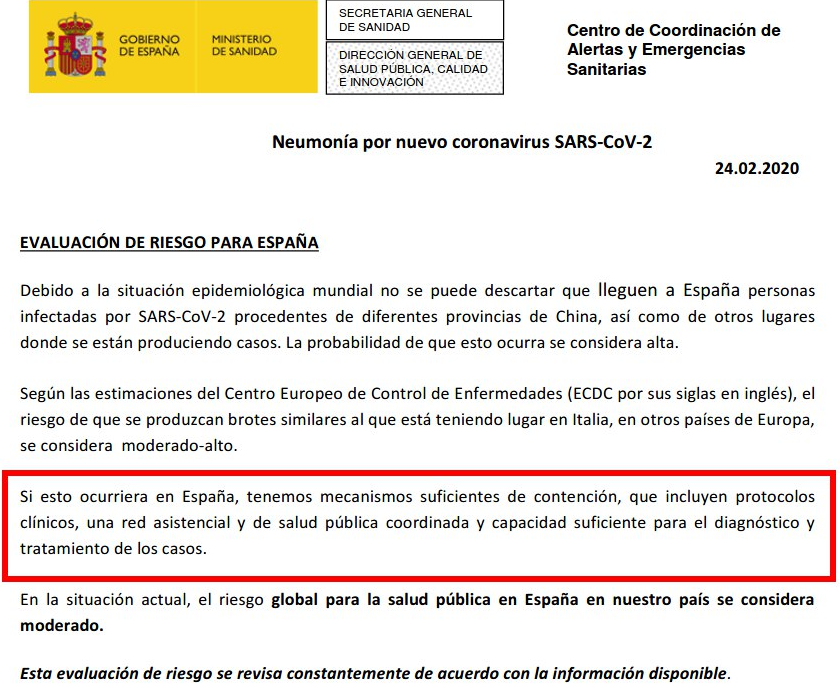 GOBIERNO
DE ESPAÑA
MINISTERIO
DE SANIDAD
SECRETARIA GENERAL
DE SANIDAD
DIRECCIÓN GENERAL DE
SALUD PÚBLICA, CALIDAD
E INNOVACIÓN
Centro de Coordinación de
Alertas y Emergencias
Sanitarias
Neumonía por nuevo coronavirus SARS-CoV-2
24.02.2020
EVALUACIÓN DE RIESGO PARA ESPAÑA
Debido a la situación epidemiológica mundial no se puede descartar que lleguen a España personas
infectadas por SARS-CoV-2 procedentes de diferentes provincias de China, así como de otros lugares
donde se están produciendo casos. La probabilidad de que esto ocurra se considera alta.
Según las estimaciones del Centro Europeo de Control de Enfermedades (ECDC por sus siglas en inglés), el
riesgo de que se produzcan brotes similares al que está teniendo lugar en Italia, en otros países de Europa,
se considera moderado-alto.
Si esto ocurriera en España, tenemos mecanismos suficientes de contención, que incluyen protocolos
clínicos, una red asistencial y de salud pública coordinada y capacidad suficiente para el diagnóstico y
tratamiento de los casos.
En la situación actual, el riesgo global para la salud pública en España en nuestro país se considera
moderado.
Esta evaluación de riesgo se revisa constantemente de acuerdo con la información disponible.